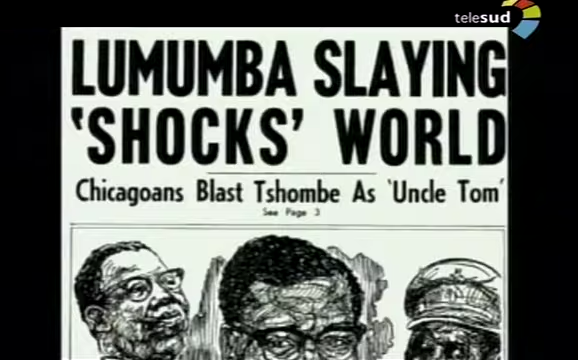 telesud
LUMUMBA SLAYING
'SHOCKS' WORLD
Chicagoans Blast Tshombe As 'Uncle Tom'
See Page 3